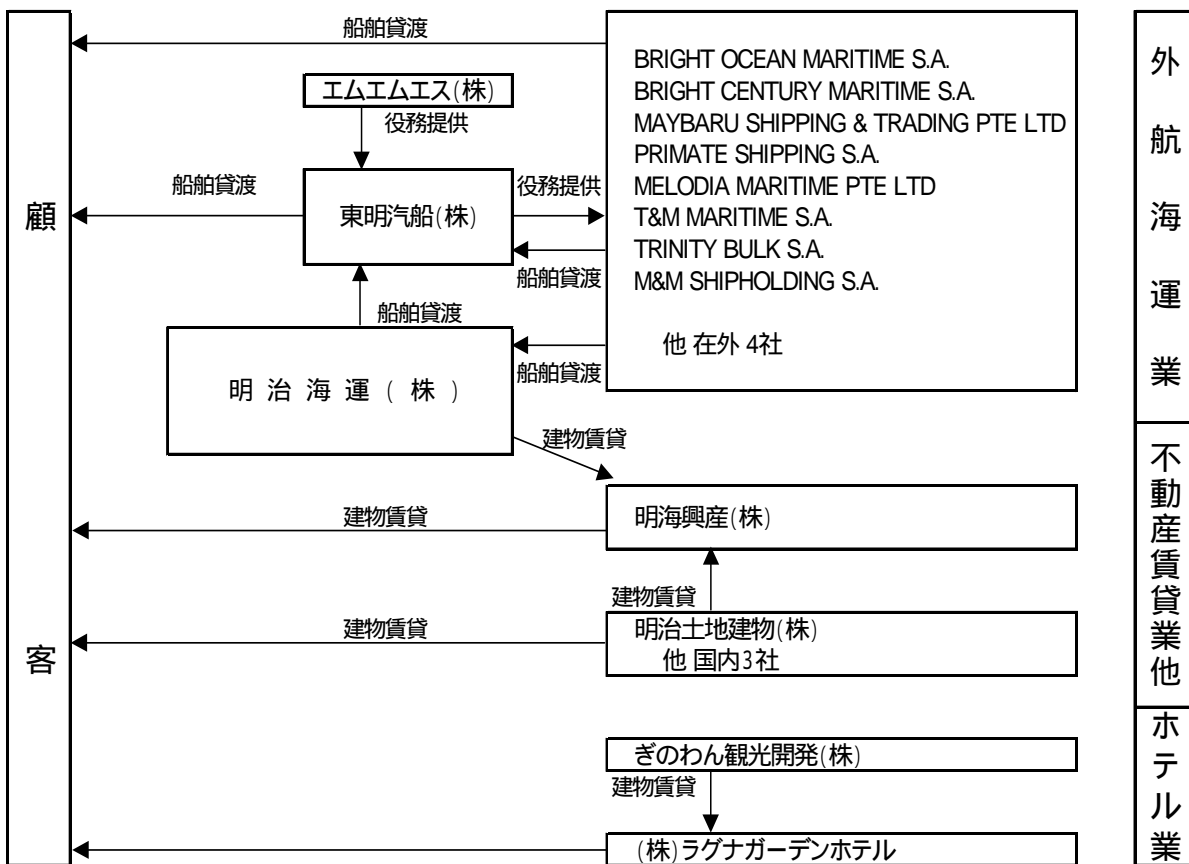 船舶貸渡
BRIGHT OCEAN MARITIME S.A.
BRIGHT CENTURY MARITIME S.A.
MAYBARU SHIPPING & TRADING PTE LTD
PRIMATE SHIPPING S.A.
MELODIA MARITIME PTE LTD
T&M MARITIME S.A.
TRINITY BULK S.A.
M&M SHIPHOLDING S.A.
他 在外 4社
エムエムエス(株)
役務提供
船舶貸渡
東明汽船(株)
役務提供
船舶貸渡
船舶貸渡
明 治 海 運 ( 株 )
船舶貸渡
建物賃貸
建物賃貸
明海興産(株)
建物賃貸
建物賃貸
明治土地建物(株)
他 国内3社
ぎのわん観光開発(株)
建物賃貸
(株)ラグナガーデンホテル
顧客
外航海運業
不動産賃貸業他
ホテル業